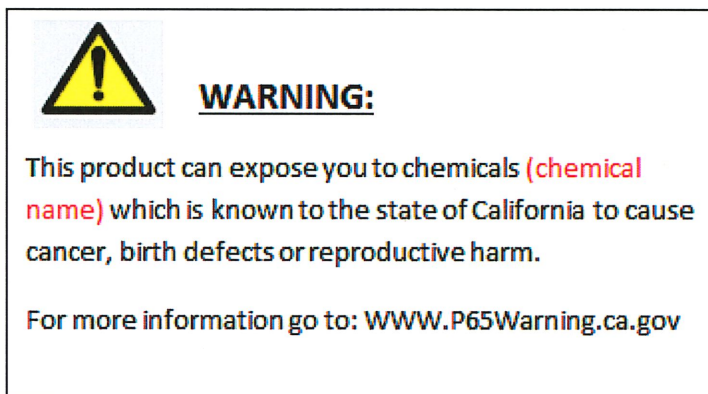 WARNING:
This product can expose you to chemicals (chemical
name) which is known to the state of California to cause
cancer, birth defects or reproductive harm.
For more information go to: WWW.P65Warning.ca.gov